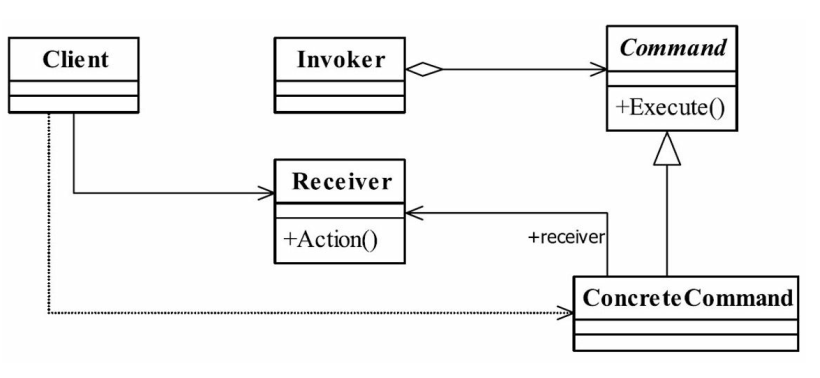 Client
Invoker
Command
+Execute()
Receiver
+Action()
+receiver
ConcreteCommand